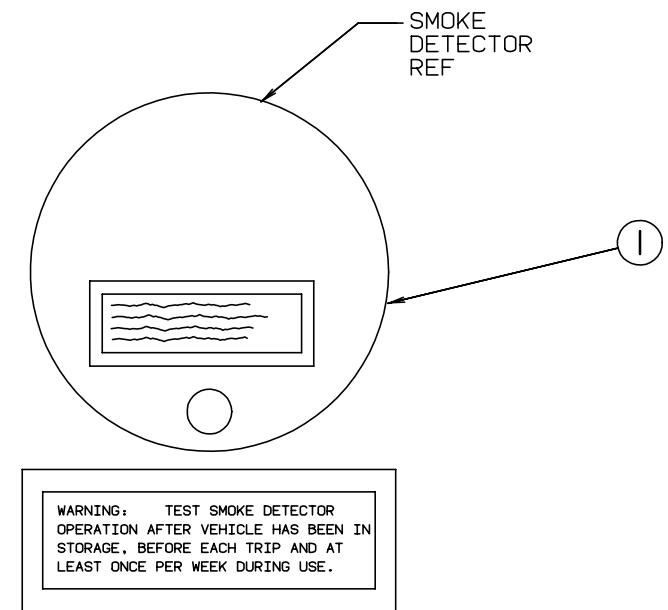 SMOKE
DETECTOR
REF
1
WARNING: TEST SMOKE DETECTOR
OPERATION AFTER VEHICLE HAS BEEN IN
STORAGE, BEFORE EACH TRIP AND AT
LEAST ONCE PER WEEK DURING USE.